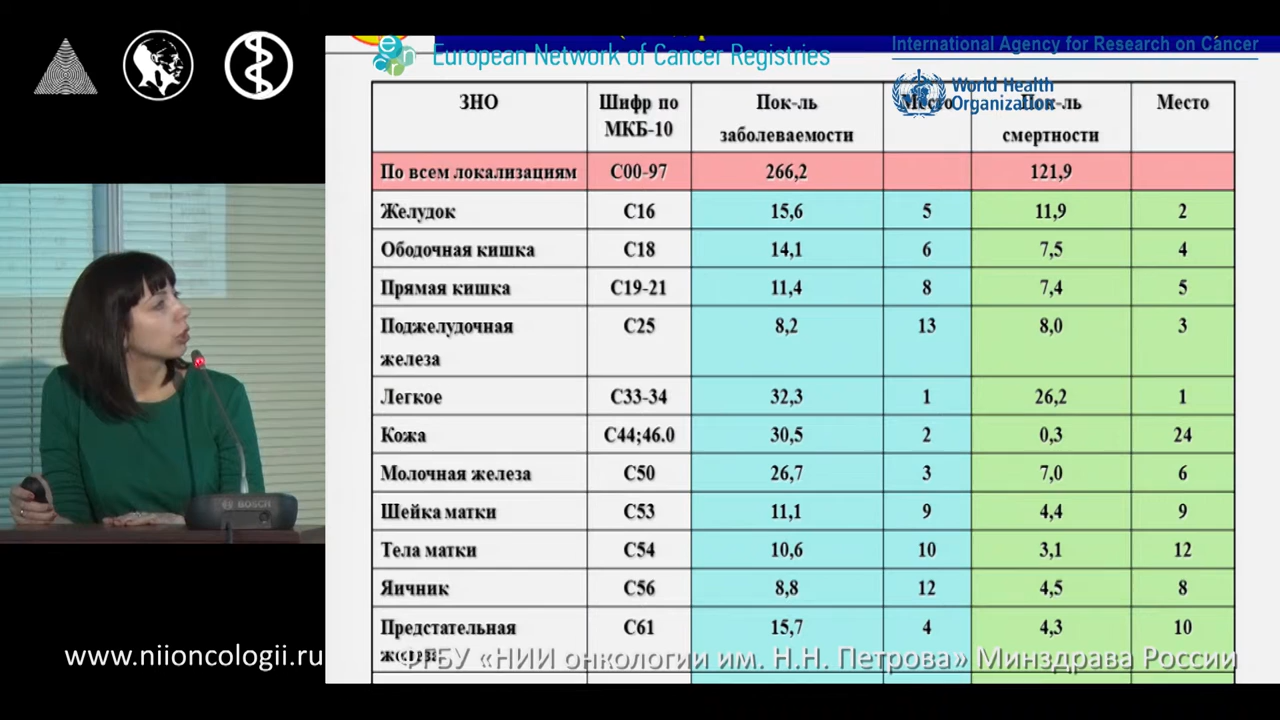 European Network of Cancer Registries
International Agency for Research on Cancer
World Health
Organization
ЗНО Шифр по МКБ-10 Пок-ль заболеваемости Место Пок-ль смертности Место
По всем локализациям С00-97 266,2 121,9
Желудок С16 15,6 5 11,9 2
Ободочная кишка С18 14,1 6 7,5 4
Прямая кишка С19-21 11,4 8 7,4 5
Поджелудочная железа С25 8,2 13 8,0 3
Легкое С33-34 32,3 1 26,2 1
Кожа С44;46.0 30,5 2 0,3 24
Молочная железа С50 26,7 3 7,0 6
Шейка матки С53 11,1 9 4,4 9
Тела матки С54 10,6 10 3,1 12
Яичник С56 8,8 12 4,5 8
Предстательная железа С61 15,7 4 4,3 10
BOSCH
www.niioncologii.ru
ФГБУ «НИИ онкологии им. Н.Н. Петрова» Минздрава России